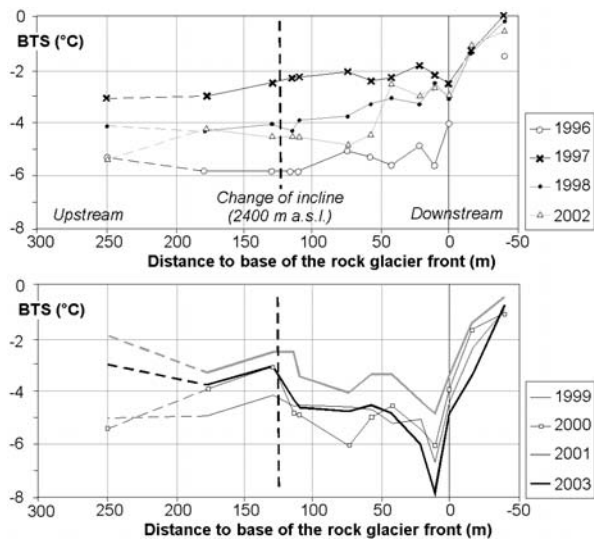 0
BTS (°C)
-2
-4
-6
-8
1996
1997
1998
2002
Change of incline
(2400 m a.s.l.)
Upstream
Downstream
300 250 200 150 100 50 0 -50
Distance to base of the rock glacier front (m)
0
BTS (°C)
-2
-4
-6
-8
1999
2000
2001
2003
300 250 200 150 100 50 0 -50
Distance to base of the rock glacier front (m)